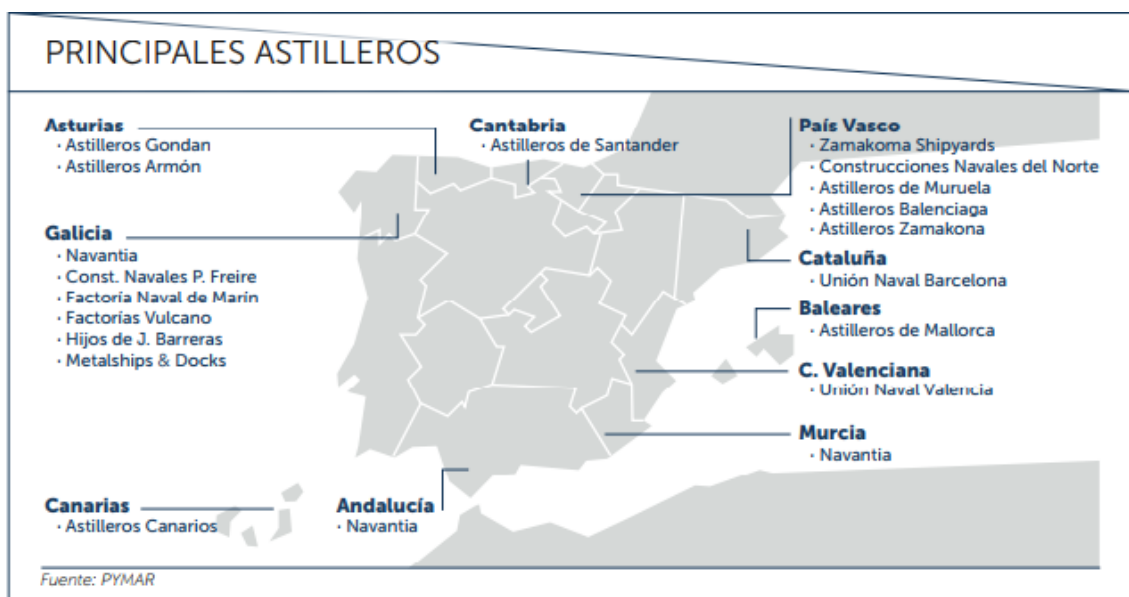 PRINCIPALES ASTILLEROS
Asturias
· Astilleros Gondan
· Astilleros Armón
Galicia
· Navantia
· Const. Navales P. Freire
· Factoría Naval de Marín
· Factorías Vulcano
· Hijos de J. Barreras
· Metalships & Docks
Canarias
· Astilleros Canarios
Cantabria
· Astilleros de Santander
Andalucía
· Navantia
País Vasco
· Zamakoma Shipyards
· Construcciones Navales del Norte
· Astilleros de Muruela
· Astilleros Balenciaga
· Astilleros Zamakona
Cataluña
· Unión Naval Barcelona
Baleares
· Astilleros de Mallorca
C. Valenciana
· Unión Naval Valencia
Murcia
· Navantia
Fuente: PYMAR